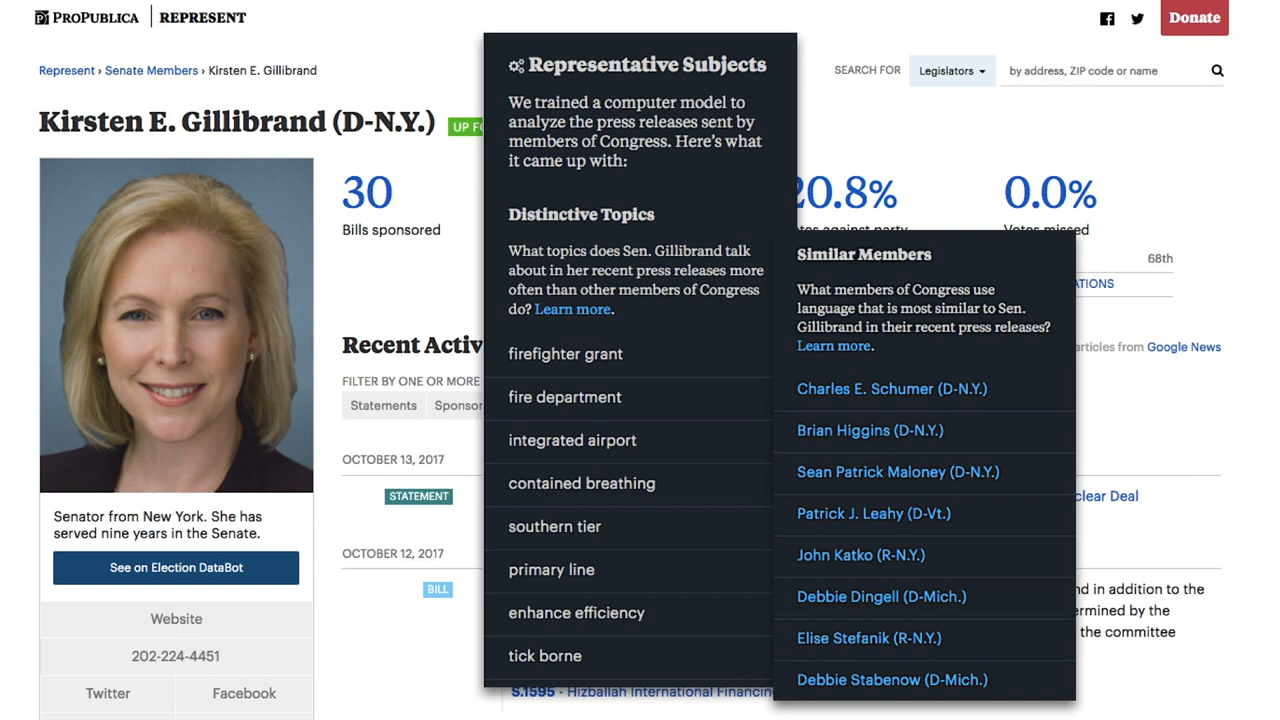 PROPUBLICA | REPRESENT
Donate
Represent › Senate Members › Kirsten E. Gillibrand
SEARCH FOR
Legislators
by address, ZIP code or name
Kirsten E. Gillibrand (D-N.Y.)
UP
30
Bills sponsored
20.8%
against party
0.0%
Votes missed
68th
Recent
articles from Google News
FILTER BY ONE OR MORE
Statements
OCTOBER 13, 2017
STATEMENT
Deal
OCTOBER 12, 2017
BILL
in addition to the
by the
the committee
S.1595 - Hizballah International
Senator from New York. She has
served nine years in the Senate.
See on Election DataBot
Website
202-224-4451
Twitter
Facebook
Representative Subjects
We trained a computer model to
analyze the press releases sent by
members of Congress. Here's what
it came up with:
Distinctive Topics
What topics does Sen. Gillibrand talk
about in her recent press releases more
often than other members of Congress
do? Learn more.
firefighter grant
fire department
integrated airport
contained breathing
southern tier
primary line
enhance efficiency
tick borne
Similar Members
What members of Congress use
language that is most similar to Sen.
Gillibrand in their recent press releases?
Learn more.
Charles E. Schumer (D-N.Y.)
Brian Higgins (D-N.Y.)
Sean Patrick Maloney (D-N.Y.)
Patrick J. Leahy (D-Vt.)
John Katko (R-N.Y.)
Debbie Dingell (D-Mich.)
Elise Stefanik (R-N.Y.)
Debbie Stabenow (D-Mich.)